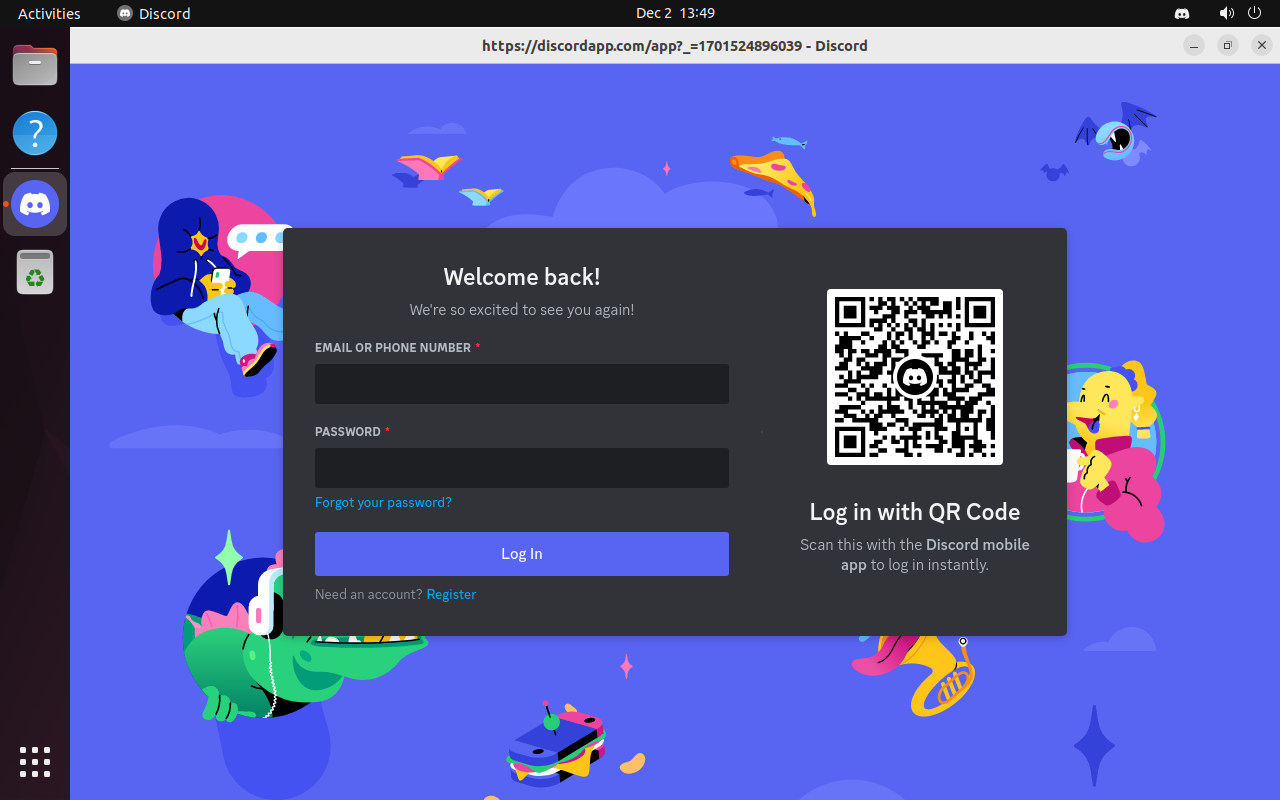 Activities
Discord
Dec 2 13:49
https://discordapp.com/app?_=1701524896039 - Discord
Welcome back!
We're so excited to see you again!
EMAIL OR PHONE NUMBER *
PASSWORD *
Forgot your password?
Log In
Need an account? Register
Log in with QR Code
Scan this with the Discord mobile
app to log in instantly.